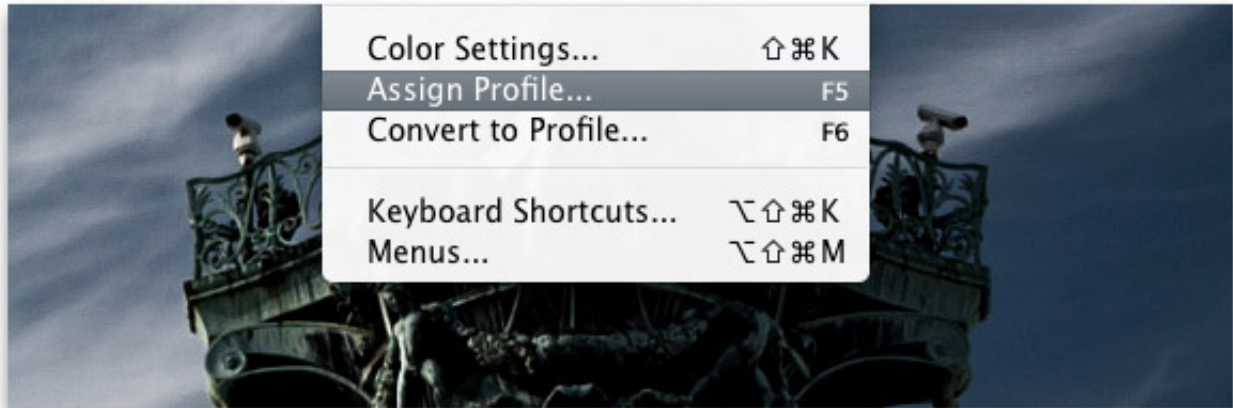 Color Settings... ⇧⌘K
Assign Profile... F5
Convert to Profile... F6
Keyboard Shortcuts... ⌥⇧⌘K
Menus... ⌥⇧⌘M